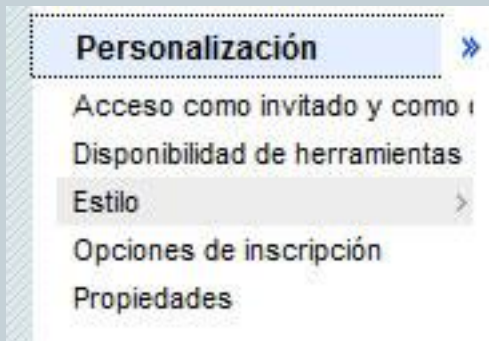 Personalización »
Acceso como invitado y como
Disponibilidad de herramientas
Estilo >
Opciones de inscripción
Propiedades